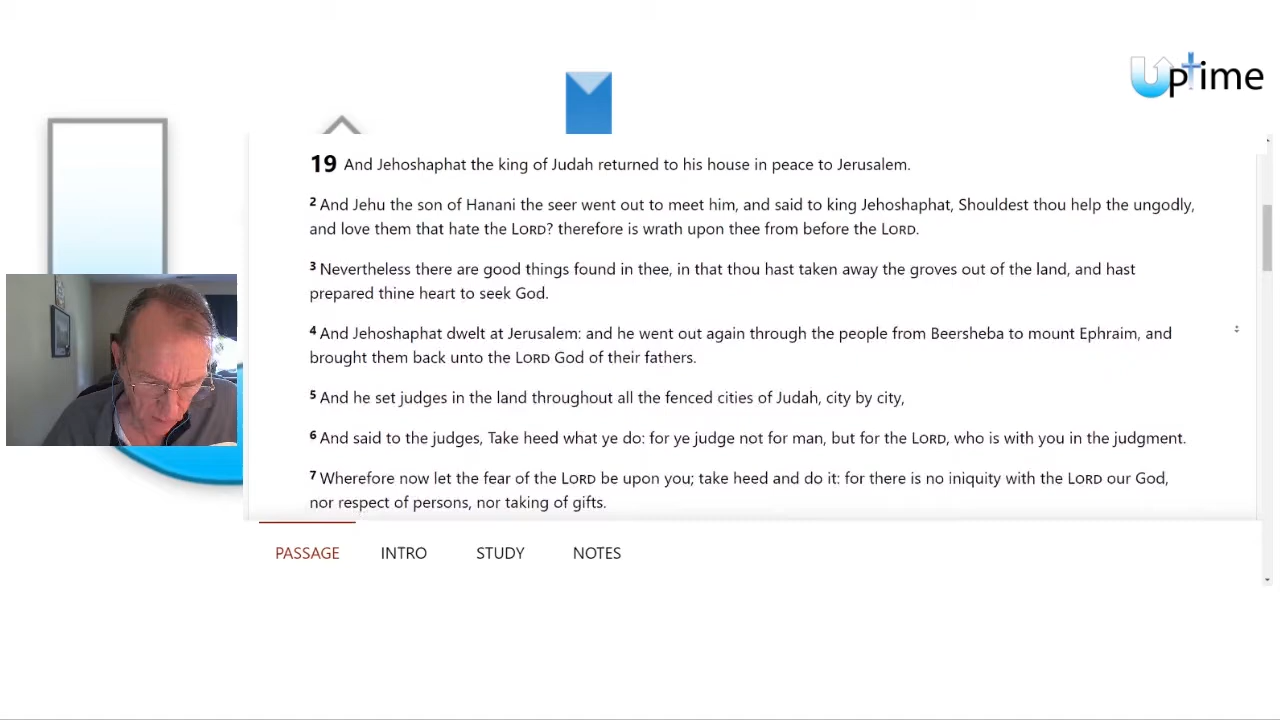 Uptime
19 And Jehoshaphat the king of Judah returned to his house in peace to Jerusalem.
2 And Jehu the son of Hanani the seer went out to meet him, and said to king Jehoshaphat, Shouldest thou help the ungodly,
and love them that hate the LORD? therefore is wrath upon thee from before the LORD.
3 Nevertheless there are good things found in thee, in that thou hast taken away the groves out of the land, and hast
prepared thine heart to seek God.
4 And Jehoshaphat dwelt at Jerusalem: and he went out again through the people from Beersheba to mount Ephraim, and
brought them back unto the LORD God of their fathers.
5 And he set judges in the land throughout all the fenced cities of Judah, city by city,
6 And said to the judges, Take heed what ye do: for ye judge not for man, but for the LORD, who is with you in the judgment.
7 Wherefore now let the fear of the LORD be upon you; take heed and do it: for there is no iniquity with the LORD our God,
nor respect of persons, nor taking of gifts.
PASSAGE INTRO STUDY NOTES